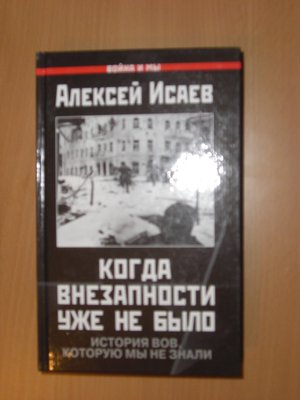 ВОЙНА И МЫ
АЛЕКСЕЙ ИСАЕВ
КОГДА
ВНЕЗАПНОСТИ
УЖЕ НЕ БЫЛО
ИСТОРИЯ ВОВ,
КОТОРУЮ МЫ НЕ ЗНАЛИ